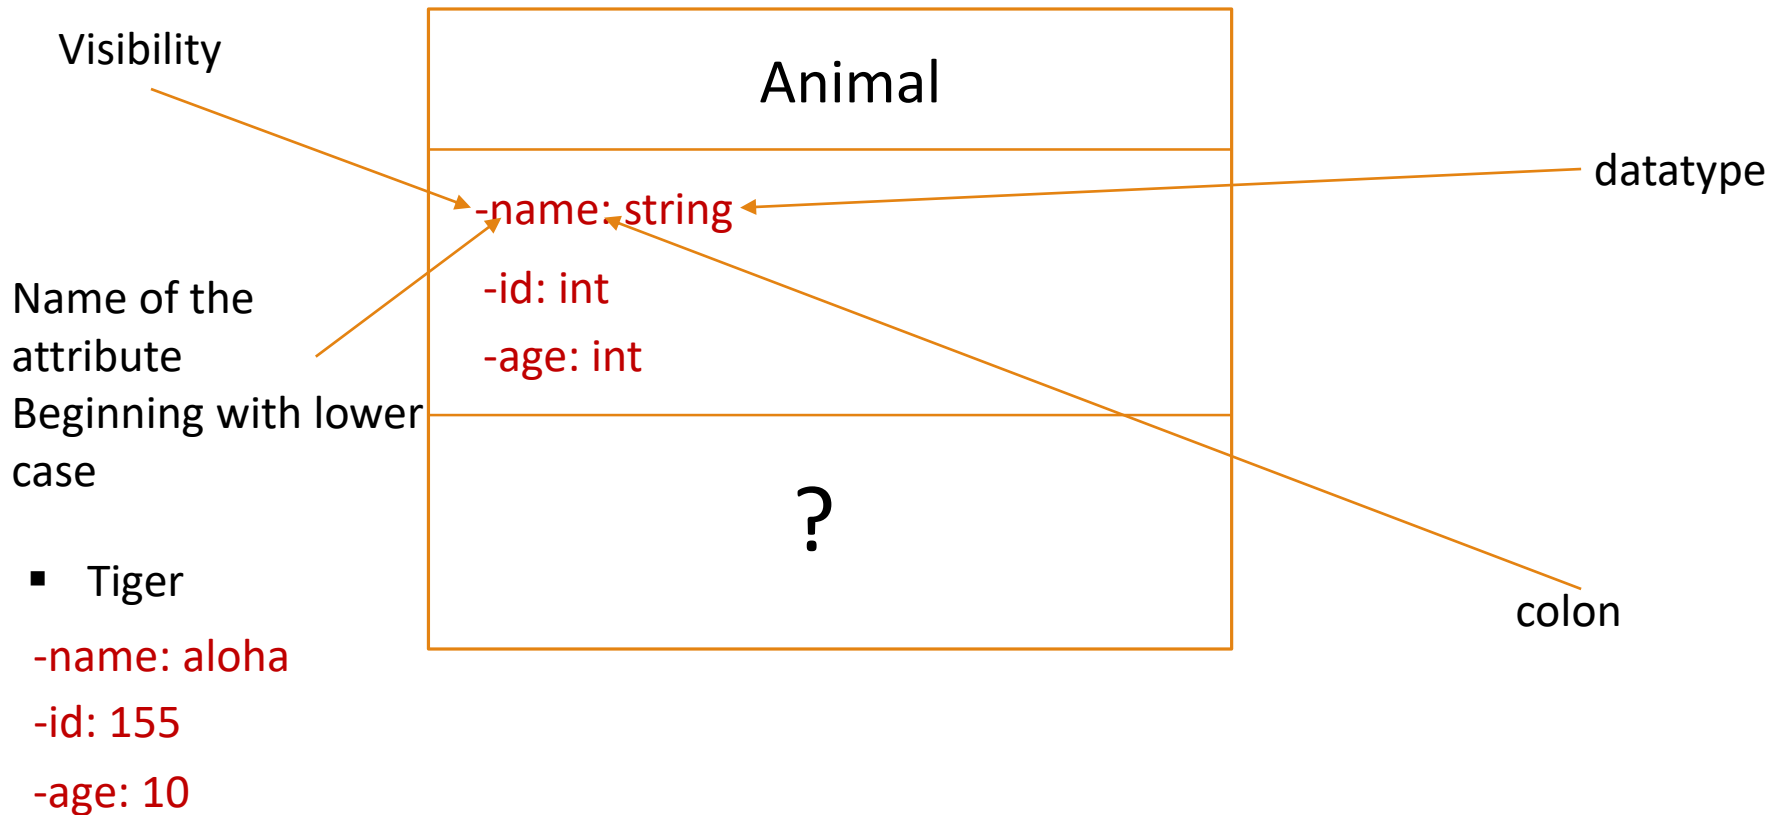 Visibility
Animal
datatype
-name: string
-id: int
-age: int
Name of the
attribute
Beginning with lower
case
?
▪ Tiger
colon
-name: aloha
-id: 155
-age: 10